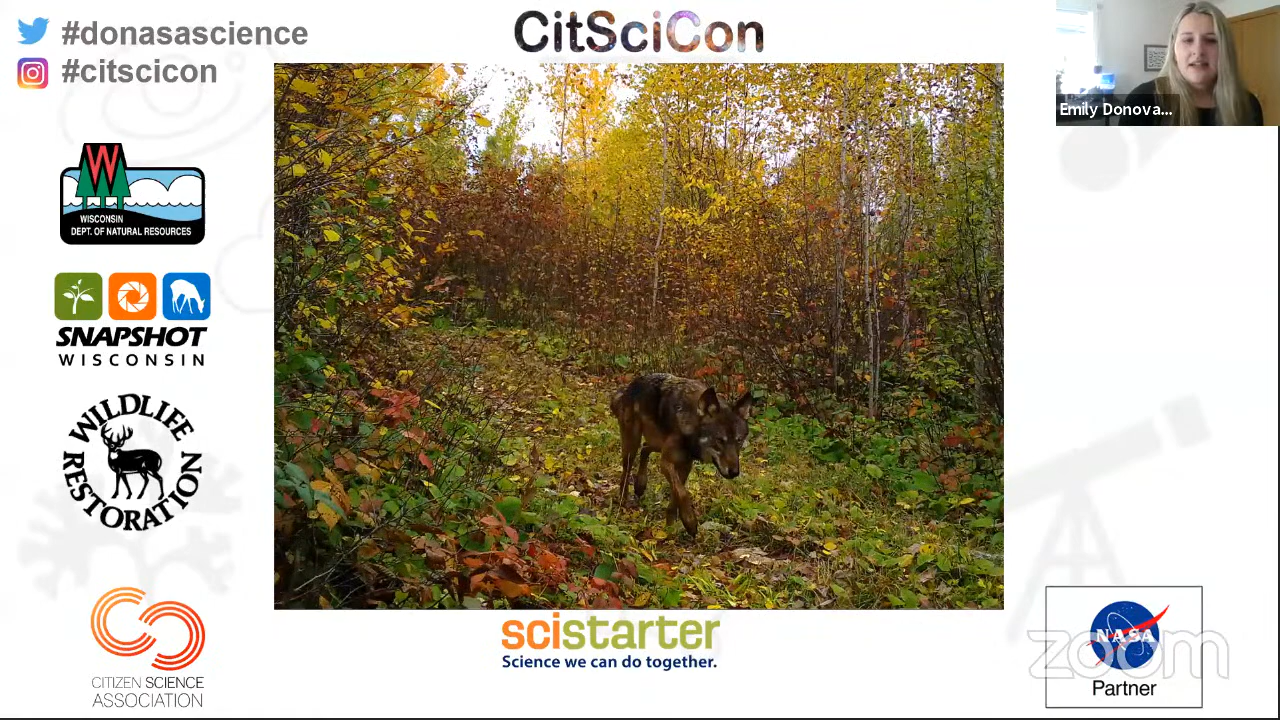 #donasascience
#citscicon
CitSciCon
Emily Donova...
WISCONSIN
DEPT. OF NATURAL RESOURCES
SNAPSHOT
WISCONSIN
WILDLIFE
RESTORATION
CITIZEN SCIENCE
ASSOCIATION
scistarter
Science we can do together.
NASA
zoom
Partner